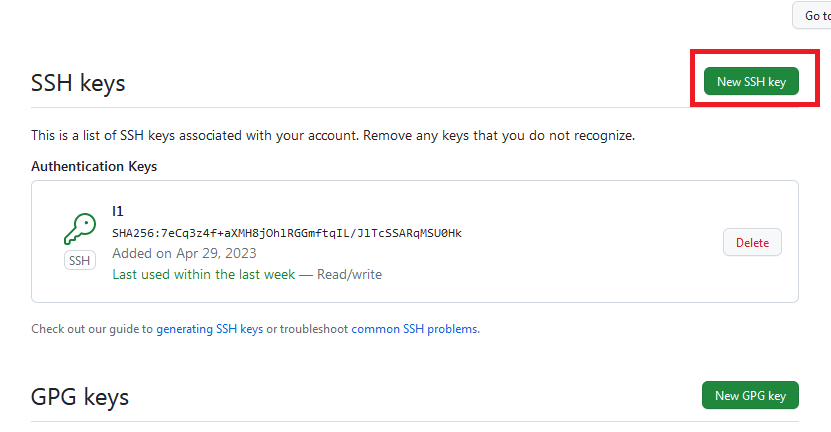 Go to
SSH keys
New SSH key
This is a list of SSH keys associated with your account. Remove any keys that you do not recognize.
Authentication Keys
I1
SHA256:7eCq3z4f+aXMH8jOh1RGGmftqIL/J1TcSSARqMSU0Hk
SSH
Added on Apr 29, 2023
Last used within the last week — Read/write
Delete
Check out our guide to generating SSH keys or troubleshoot common SSH problems.
GPG keys
New GPG key